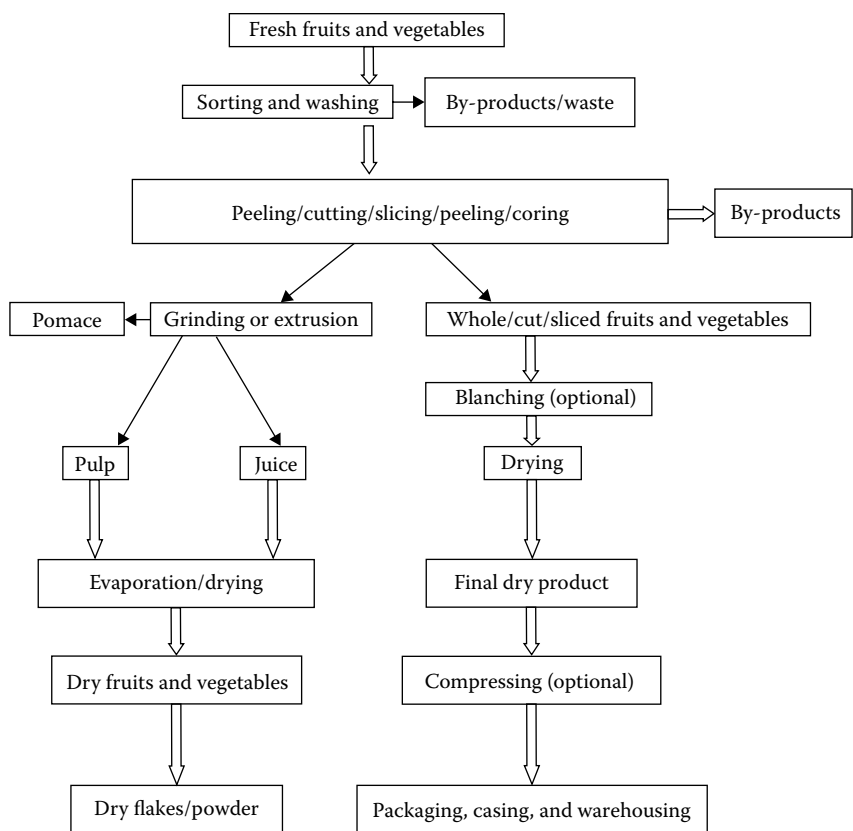 Fresh fruits and vegetables
Sorting and washing
By-products/waste
Peeling/cutting/slicing/peeling/coring
By-products
Pomace
Grinding or extrusion
Whole/cut/sliced fruits and vegetables
Blanching (optional)
Pulp
Juice
Drying
Evaporation/drying
Final dry product
Dry fruits and vegetables
Compressing (optional)
Dry flakes/powder
Packaging, casing, and warehousing